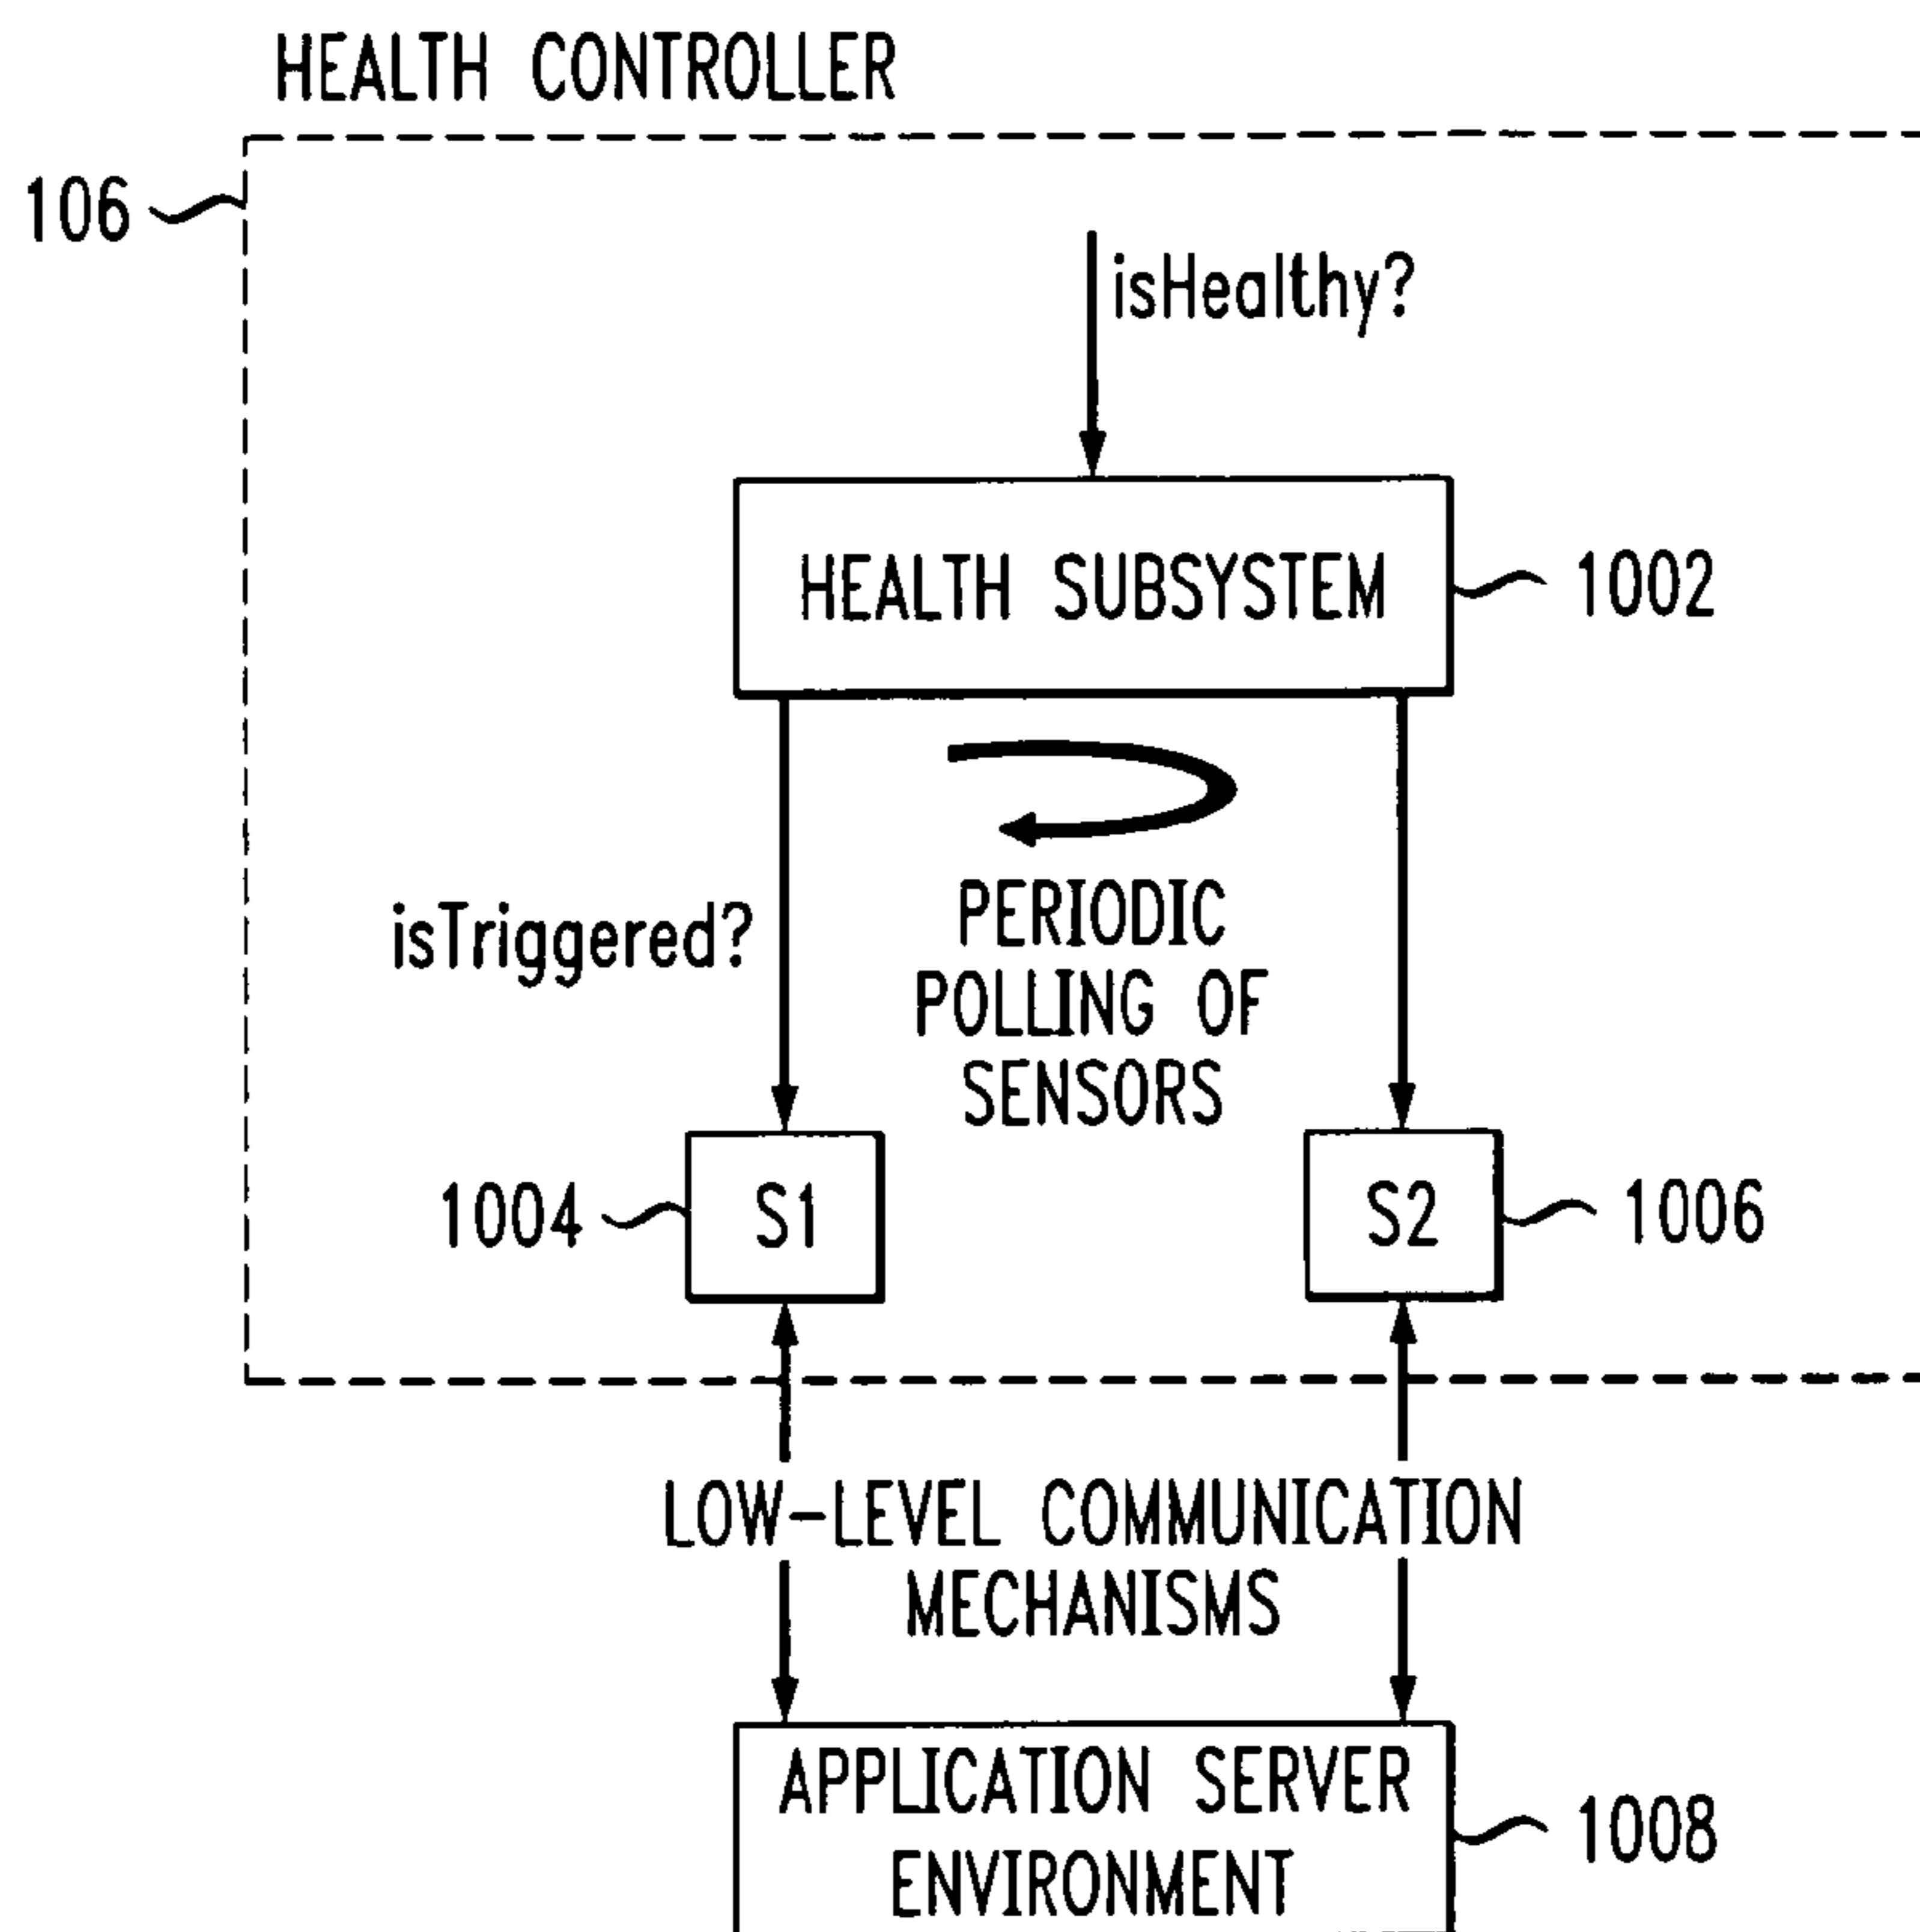 HEALTH CONTROLLER
106
isHealthy?
HEALTH SUBSYSTEM
1002
isTriggered?
PERIODIC
POLLING OF
SENSORS
1004
S1
S2
1006
LOW-LEVEL COMMUNICATION
MECHANISMS
APPLICATION SERVER
ENVIRONMENT
1008